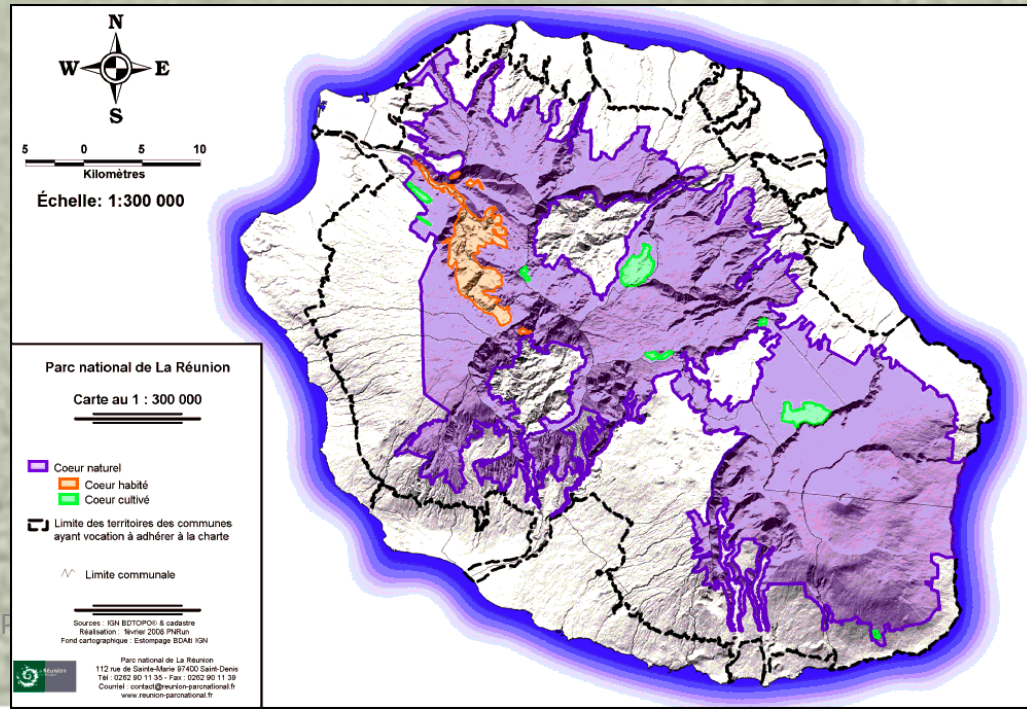 N
W E
S
5 0 5 10
Kilomètres
Échelle: 1:300 000
Parc national de La Réunion
Carte au 1 : 300 000
Coeur naturel
Coeur habité
Coeur cultivé
Limite des territoires des communes
ayant vocation à adhérer à la charte
Limite communale
Sources : IGN BDTOPO® & cadastre
Réalisation : février 2008 PNRun
Fond cartographique : Estompage BDAlti IGN
La Réunion
Parc national de La Réunion
112 rue de Sainte-Marie 97400 Saint-Denis
Tél : 0262 90 11 35 - Fax : 0262 90 11 39
Courriel : contact@reunion-parcnational.fr
www.reunion-parcnational.fr